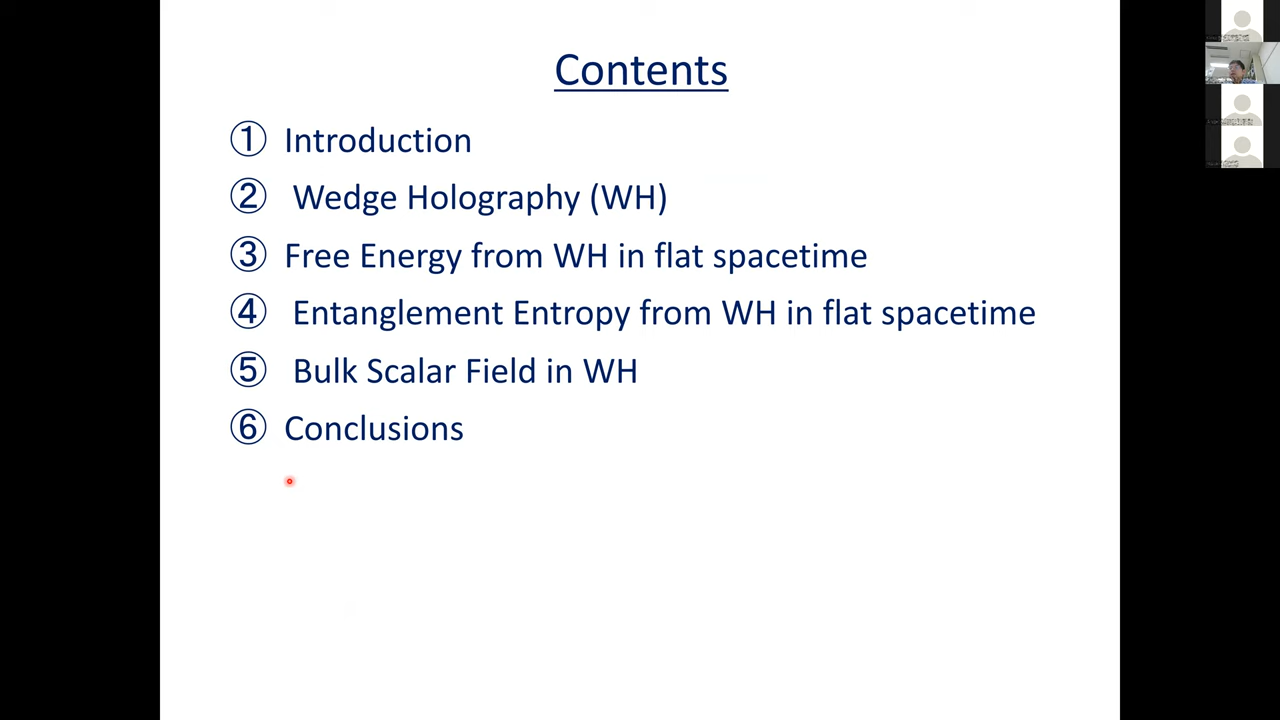 Contents
① Introduction
② Wedge Holography (WH)
③ Free Energy from WH in flat spacetime
④ Entanglement Entropy from WH in flat spacetime
⑤ Bulk Scalar Field in WH
⑥ Conclusions